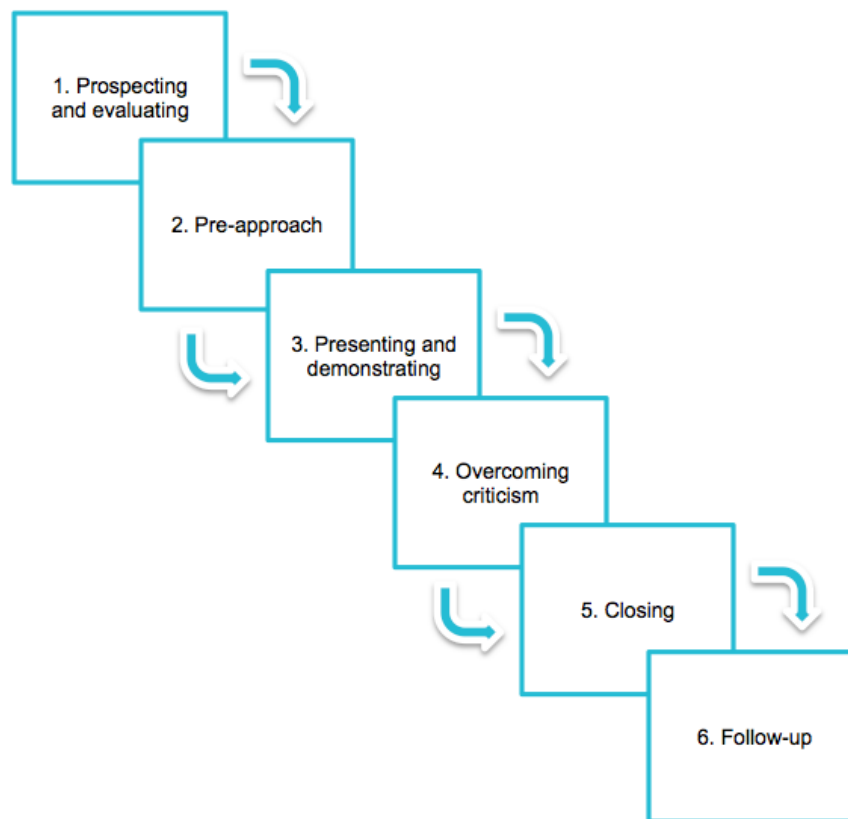 1. Prospecting
and evaluating
2. Pre-approach
3. Presenting and
demonstrating
4. Overcoming
criticism
5. Closing
6. Follow-up